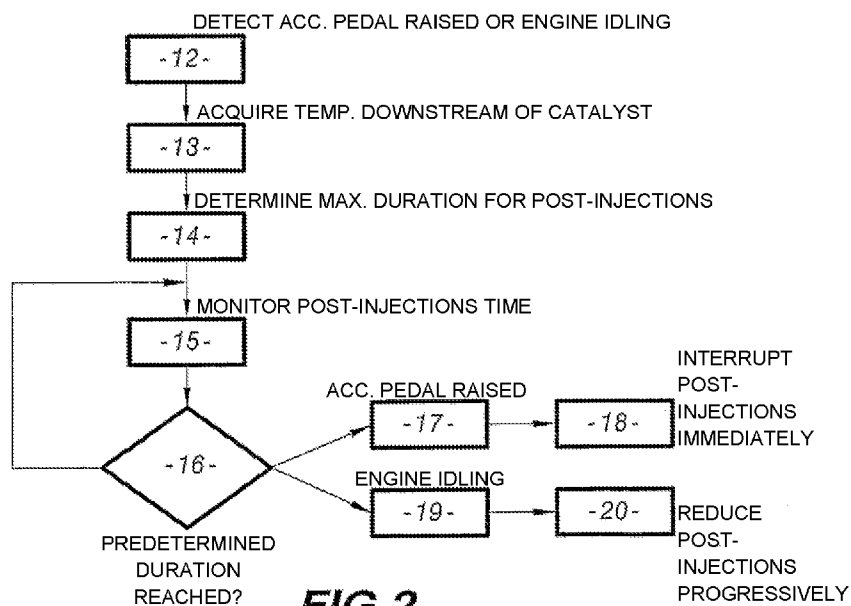 DETECT ACC. PEDAL RAISED OR ENGINE IDLING
-12-
ACQUIRE TEMP. DOWNSTREAM OF CATALYST
-13-
DETERMINE MAX. DURATION FOR POST-INJECTIONS
-14-
MONITOR POST-INJECTIONS TIME
-15-
-16-
PREDETERMINED
DURATION
REACHED?
ACC. PEDAL RAISED
-17-
-18-
INTERRUPT
POST-
INJECTIONS
IMMEDIATELY
ENGINE IDLING
-19-
-20-
REDUCE
POST-
INJECTIONS
PROGRESSIVELY
FIG.2